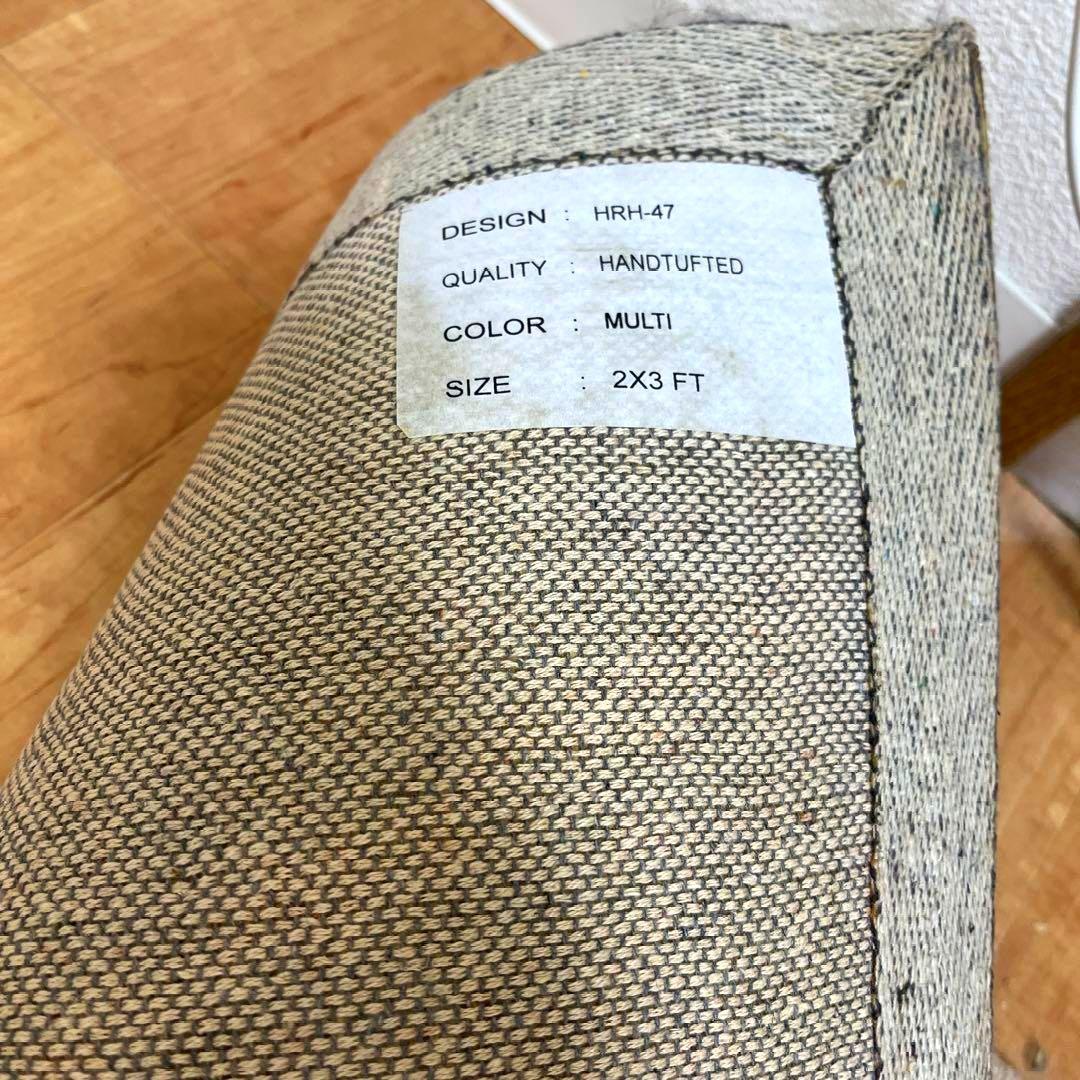 DESIGN : HRH-47
QUALITY : HANDTUFTED
COLOR : MULTI
SIZE : 2X3 FT